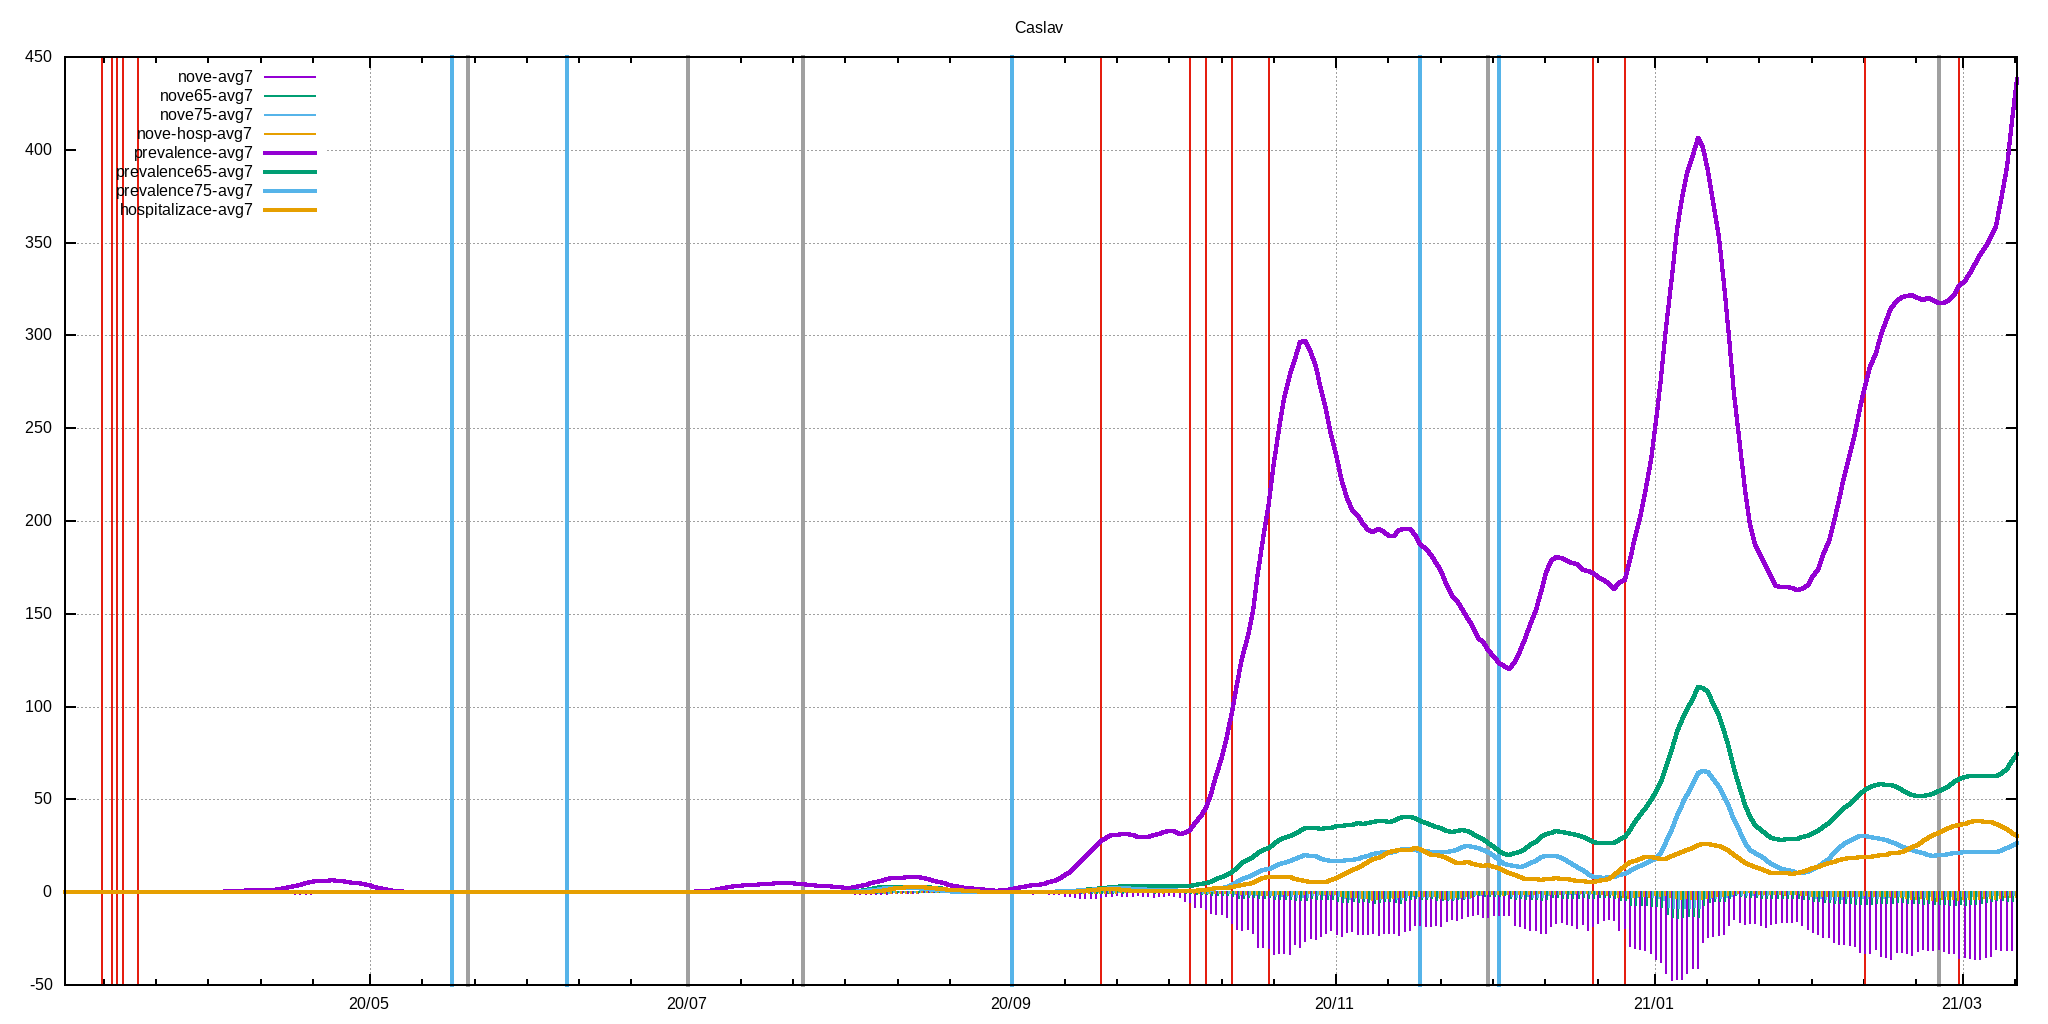 Caslav
450
400
350
300
250
200
150
100
50
0
-50
nove-avg7
nove65-avg7
nove75-avg7
nove-hosp-avg7
prevalence-avg7
prevalence65-avg7
prevalence75-avg7
hospitalizace-avg7
20/05 20/07 20/09 20/11 21/01 21/03